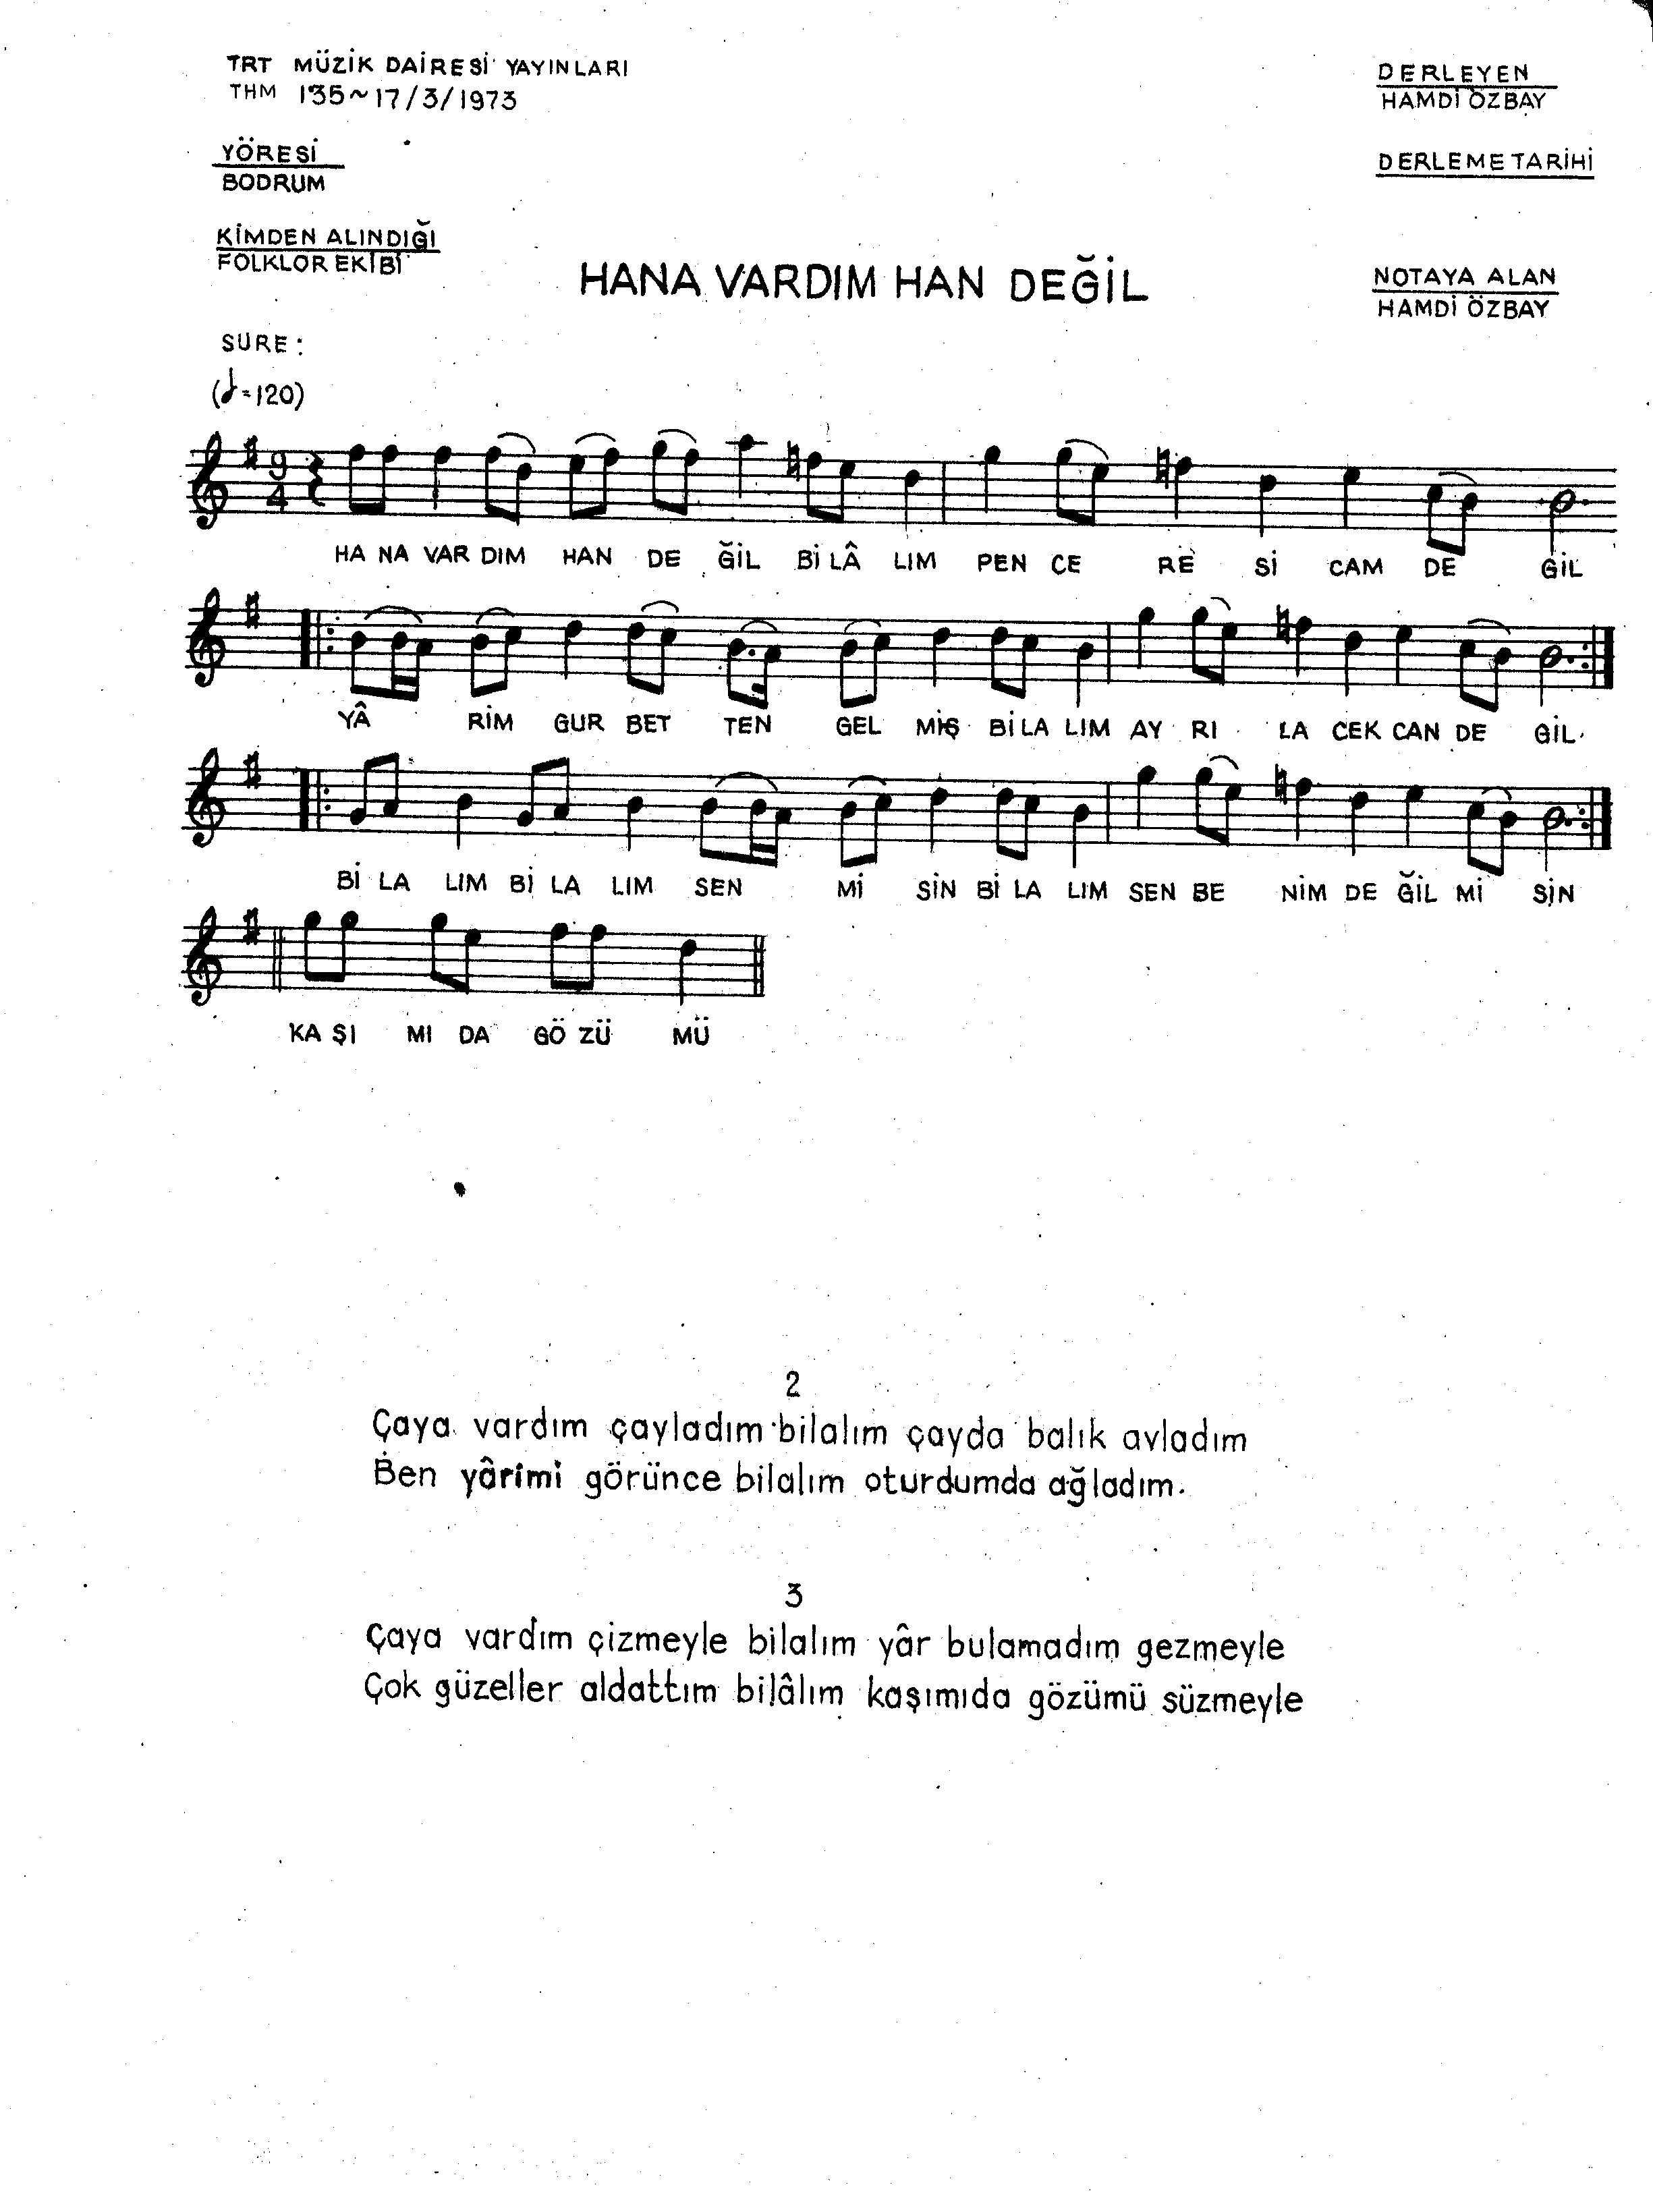 TRT MÜZİK DAİRESİ YAYINLARI
THM 135~17/3/1973
DERLEYEN
HAMDİ ÖZBAY
YÖRESİ
BODRUM
DERLEME TARİHİ
KİMDEN ALINDIĞI
FOLKLOR EKİBİ
HANA VARDIM HAN DEĞİL
NOTAYA ALAN
HAMDİ ÖZBAY
SURE:
(♩=120)
9
4
HA NA VAR DIM HAN DE ĞİL Bİ LÂ LIM PEN CE RE Sİ CAM DE GİL
YÂ RİM GUR BET TEN GEL MİŞ Bİ LA LIM AY RI LA CEK CAN DE GİL
Bİ LA LIM Bİ LA LIM SEN Mİ SİN Bİ LA LIM SEN BE NİM DE ĞİL Mİ SİN
KA ŞI MI DA GÖ ZÜ MÜ
2
Çaya vardım çayladım bilalım çayda balık avladım
Ben yârimi görünce bilalım oturdumda ağladım.
3
Çaya vardım çizmeyle bilalım yâr bulamadım gezmeyle
Çok güzeller aldattım bilâlım kaşımıda gözümü süzmeyle